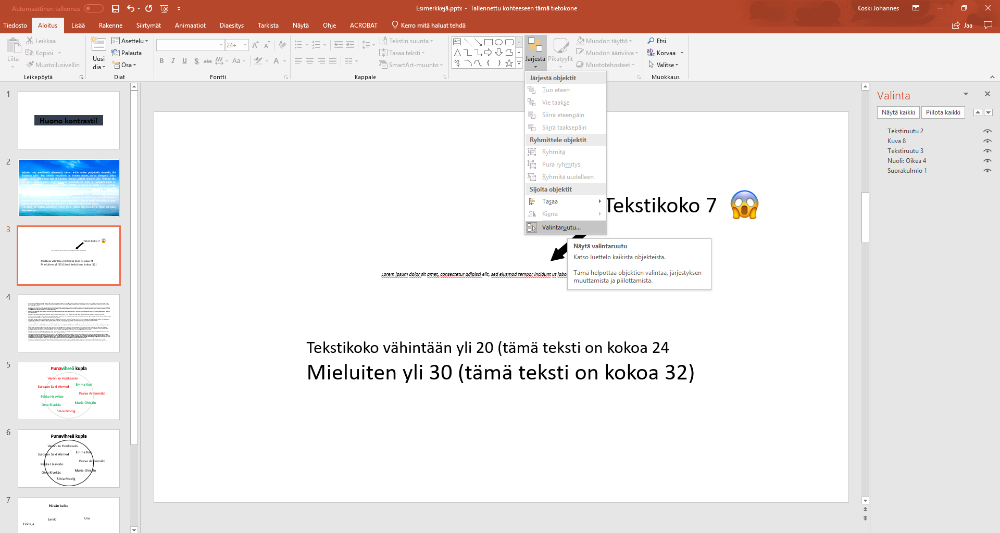 Automaattinen tallennus
Esimerkkejä.pptx - Tallennettu kohteeseen tämä tietokone
Koski Johannes
Tiedosto
Aloitus
Lisää
Rakenne
Siirtymät
Animaatiot
Diaesitys
Tarkista
Näytä
Ohje
ACROBAT
Kerro mitä haluat tehdä
Jaa
Liitä
Leikkaa
Kopioi
Muotoilusivellin
Leikepöytä
Uusi
dia
Asettelu
Palauta
Osa
Diat
24+
B I U S abc AV Aa A
Fontti
Tekstin suunta
Tasaa teksti
SmartArt-muunto
Kappale
Järjestä
Pikatyylit
Muodon täyttö
Muodon ääriviiva
Muototehosteet
Etsi
Korvaa
Valitse
Muokkaus
Järjestä objektit
Tuo eteen
Vie taakse
Siirrä eteenpäin
Siirrä taaksepäin
Ryhmittele objektit
Ryhmitä
Pura ryhmitys
Ryhmitä uudelleen
Sijoita objektit
Tasaa
Kierrä
Valintaruutu...
Näytä valintaruutu
Katso luettelo kaikista objekteista.
Tämä helpottaa objektien valintaa, järjestyksen
muuttamista ja piilottamista.
1
Huono kontrasti!
2
3
Tekstikoko 7
Tekstikoko vähintään yli 20 (tämä teksti on kokoa 24
Mieluiten yli 30 (tämä teksti on kokoa 32)
4
5
Punavihreä kupla
Veronika Honkasalo
Suldaan Said Ahmed
Emma Kari
Paavo Arhinmäki
Pekka Haavisto
Maria Ohisalo
Otso Kivekäs
Silvia Modig
6
Punavihreä kupla
Veronika Honkasalo
Suldaan Said Ahmed
Emma Kari
Paavo Arhinmäki
Pekka Haavisto
Maria Ohisalo
Otso Kivekäs
Silvia Modig
7
Päivän kulku
Hoitaja
Leikki
Uni
Tekstikoko 7
Lorem ipsum dolor sit amet, consectetur adipisci elit, sed eiusmod tempor incidunt ut labor
Tekstikoko vähintään yli 20 (tämä teksti on kokoa 24
Mieluiten yli 30 (tämä teksti on kokoa 32)
Valinta
Näytä kaikki
Piilota kaikki
Tekstiruutu 2
Kuva 8
Tekstiruutu 3
Nuoli: Oikea 4
Suorakulmio 1